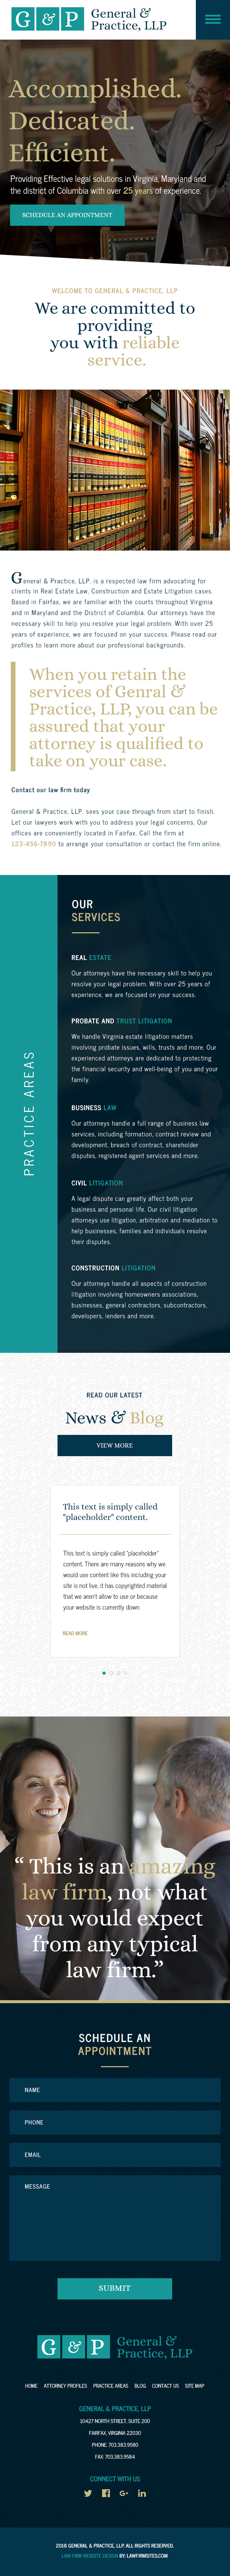 G & P General &
Practice, LLP
Accomplished.
Dedicated.
Efficient.
Providing Effective legal solutions in Virginia, Maryland and
the district of Columbia with over 25 years of experience.
SCHEDULE AN APPOINTMENT
WELCOME TO GENERAL & PRACTICE, LLP
We are committed to
providing
you with reliable
service.
General & Practice, LLP. is a respected law firm advocating for
clients in Real Estate Law, Construction and Estate Litigation cases.
Based in Fairfax, we are familiar with the courts throughout Virginia
and in Maryland and the District of Columbia. Our attorneys have the
necessary skill to help you resolve your legal problem. With over 25
years of experience, we are focused on your success. Please read our
profiles to learn more about our professional backgrounds.
When you retain the
services of Genral &
Practice, LLP, you can be
assured that your
attorney is qualified to
take on your case.
Contact our law firm today
General & Practice, LLP. sees your case through from start to finish.
Let our lawyers work with you to address your legal concerns. Our
offices are conveniently located in Fairfax. Call the firm at
123-456-7890 to arrange your consultation or contact the firm online.
PRACTICE AREAS
OUR
SERVICES
REAL ESTATE
Our attorneys have the necessary skill to help you
resolve your legal problem. With over 25 years of
experience, we are focused on your success.
PROBATE AND TRUST LITIGATION
We handle Virginia estate litigation matters
involving probate issues, wills, trusts and more. Our
experienced attorneys are dedicated to protecting
the financial security and well-being of you and your
family.
BUSINESS LAW
Our attorneys handle a full range of business law
services, including formation, contract review and
development, breach of contract, shareholder
disputes, registered agent services and more.
CIVIL LITIGATION
A legal dispute can greatly affect both your
business and personal life. Our civil litigation
attorneys use litigation, arbitration and mediation to
help businesses, families and individuals resolve
their disputes.
CONSTRUCTION LITIGATION
Our attorneys handle all aspects of construction
litigation involving homeowners associations,
businesses, general contractors, subcontractors,
developers, lenders and more.
READ OUR LATEST
News & Blog
VIEW MORE
This text is simply called
"placeholder" content.
This text is simply called "placeholder"
content. There are many reasons why we
would use content like this including your
site is not live, it has copyrighted material
that we aren't allow to use or because
your website is currently down.
READ MORE
“ This is an amazing
law firm, not what
you would expect
from any typical
law firm.”
SCHEDULE AN
APPOINTMENT
NAME
PHONE
EMAIL
MESSAGE
SUBMIT
G & P General &
Practice, LLP
HOME ATTORNEY PROFILES PRACTICE AREAS BLOG CONTACT US SITE MAP
GENERAL & PRACTICE, LLP
10427 NORTH STREET, SUITE 200
FAIRFAX, VIRGINIA 22030
PHONE: 703.383.9580
FAX: 703.383.9584
CONNECT WITH US
2018 GENERAL & PRACTICE, LLP. ALL RIGHTS RESERVED.
LAW FIRM WEBSITE DESIGN BY: LAWFIRMSITES.COM